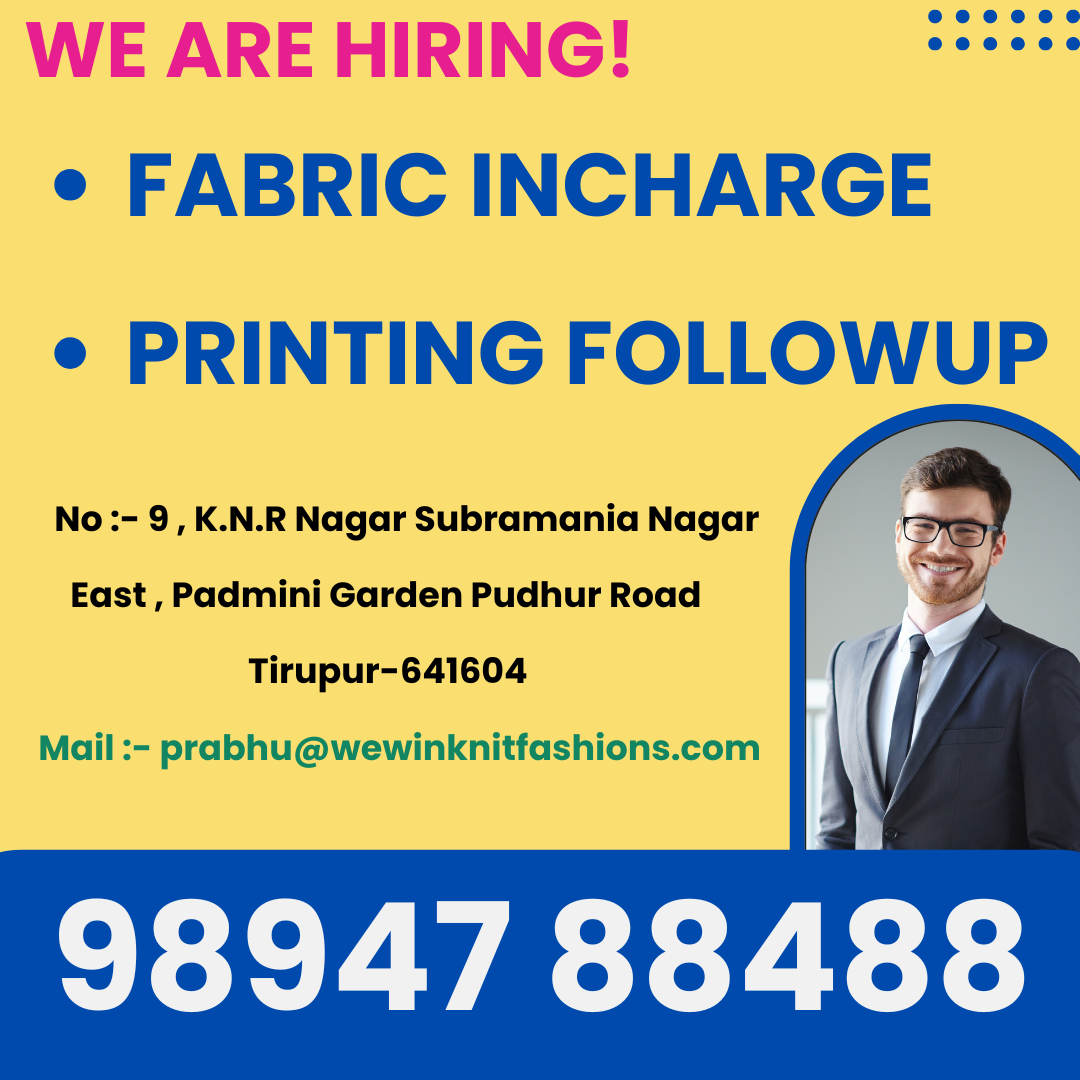 WE ARE HIRING!
• FABRIC INCHARGE
• PRINTING FOLLOWUP
No :- 9 , K.N.R Nagar Subramania Nagar
East , Padmini Garden Pudhur Road
Tirupur-641604
Mail :- prabhu@wewinknitfashions.com
98947 88488